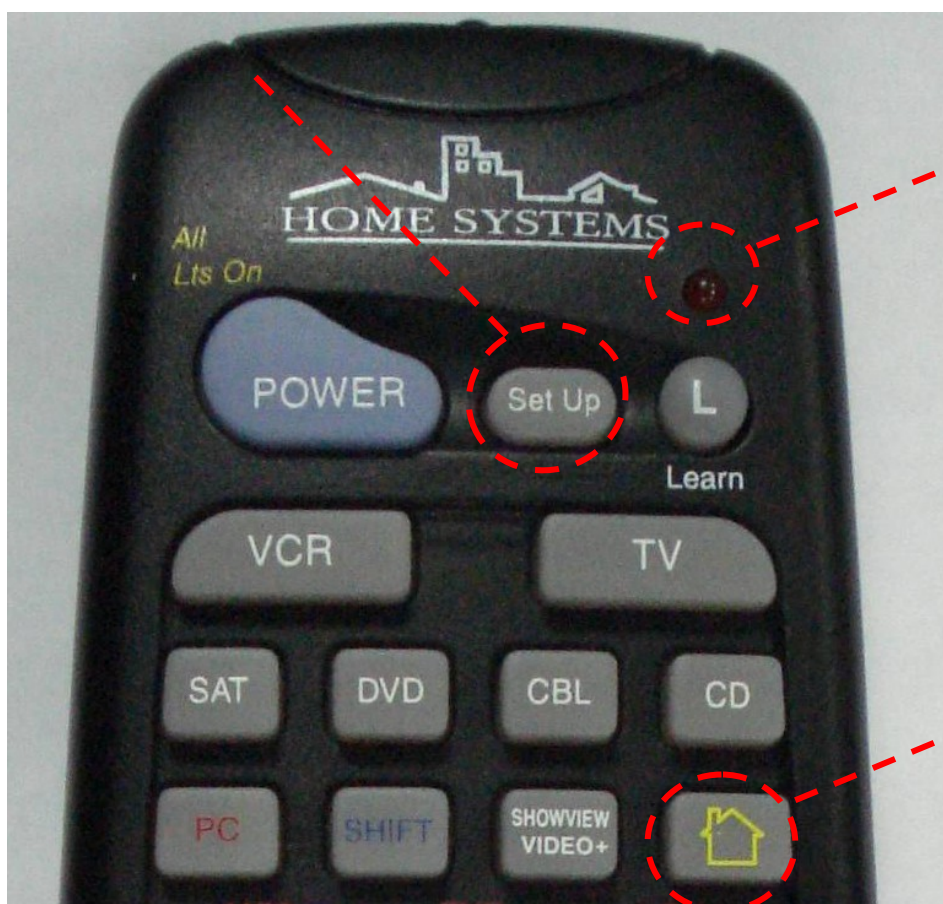 HOME SYSTEMS
All
Lts On
POWER
Set Up
L
Learn
VCR
TV
SAT
DVD
CBL
CD
PC
SHIFT
SHOWVIEW
VIDEO+